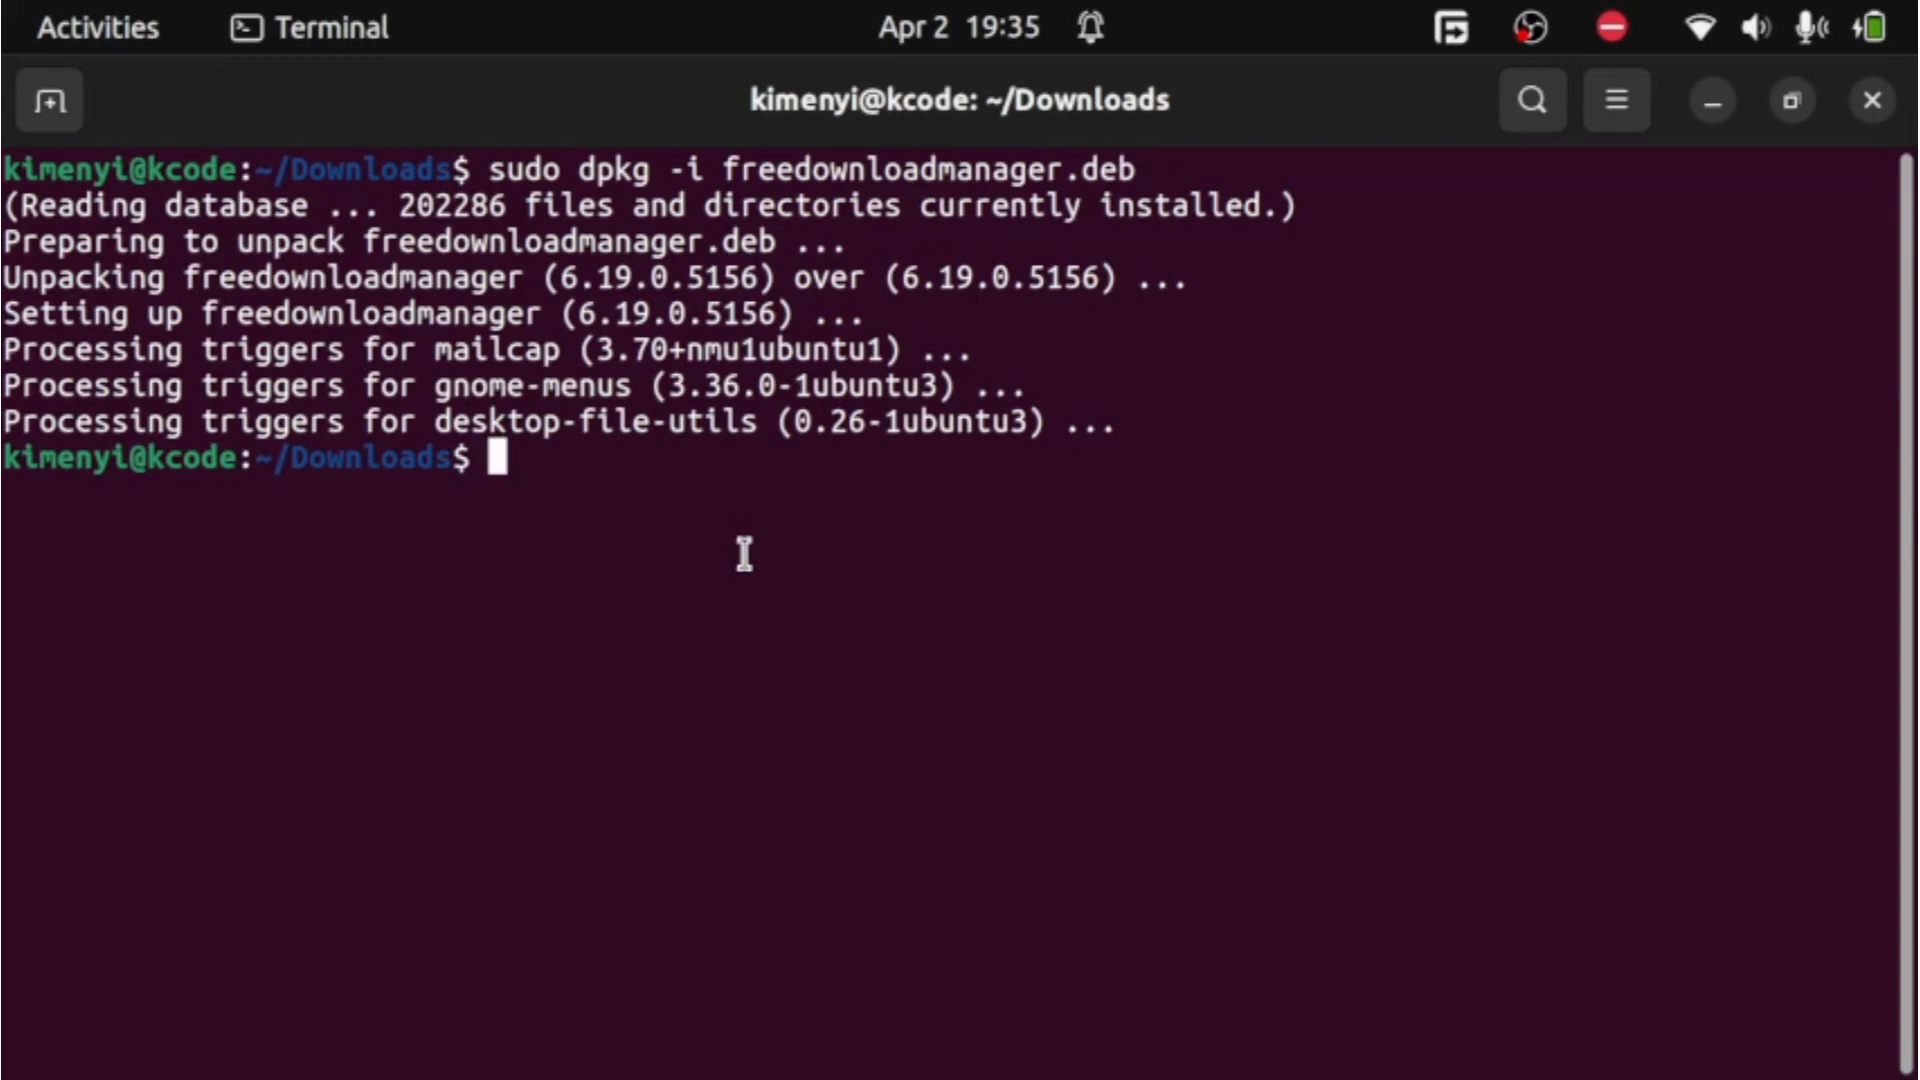 Activities Terminal Apr 2 19:35
kimenyi@kcode: ~/Downloads
kimenyi@kcode:~/Downloads$ sudo dpkg -i freedownloadmanager.deb
(Reading database ... 202286 files and directories currently installed.)
Preparing to unpack freedownloadmanager.deb ...
Unpacking freedownloadmanager (6.19.0.5156) over (6.19.0.5156) ...
Setting up freedownloadmanager (6.19.0.5156) ...
Processing triggers for mailcap (3.70+nmu1ubuntu1) ...
Processing triggers for gnome-menus (3.36.0-1ubuntu3) ...
Processing triggers for desktop-file-utils (0.26-1ubuntu3) ...
kimenyi@kcode:~/Downloads$